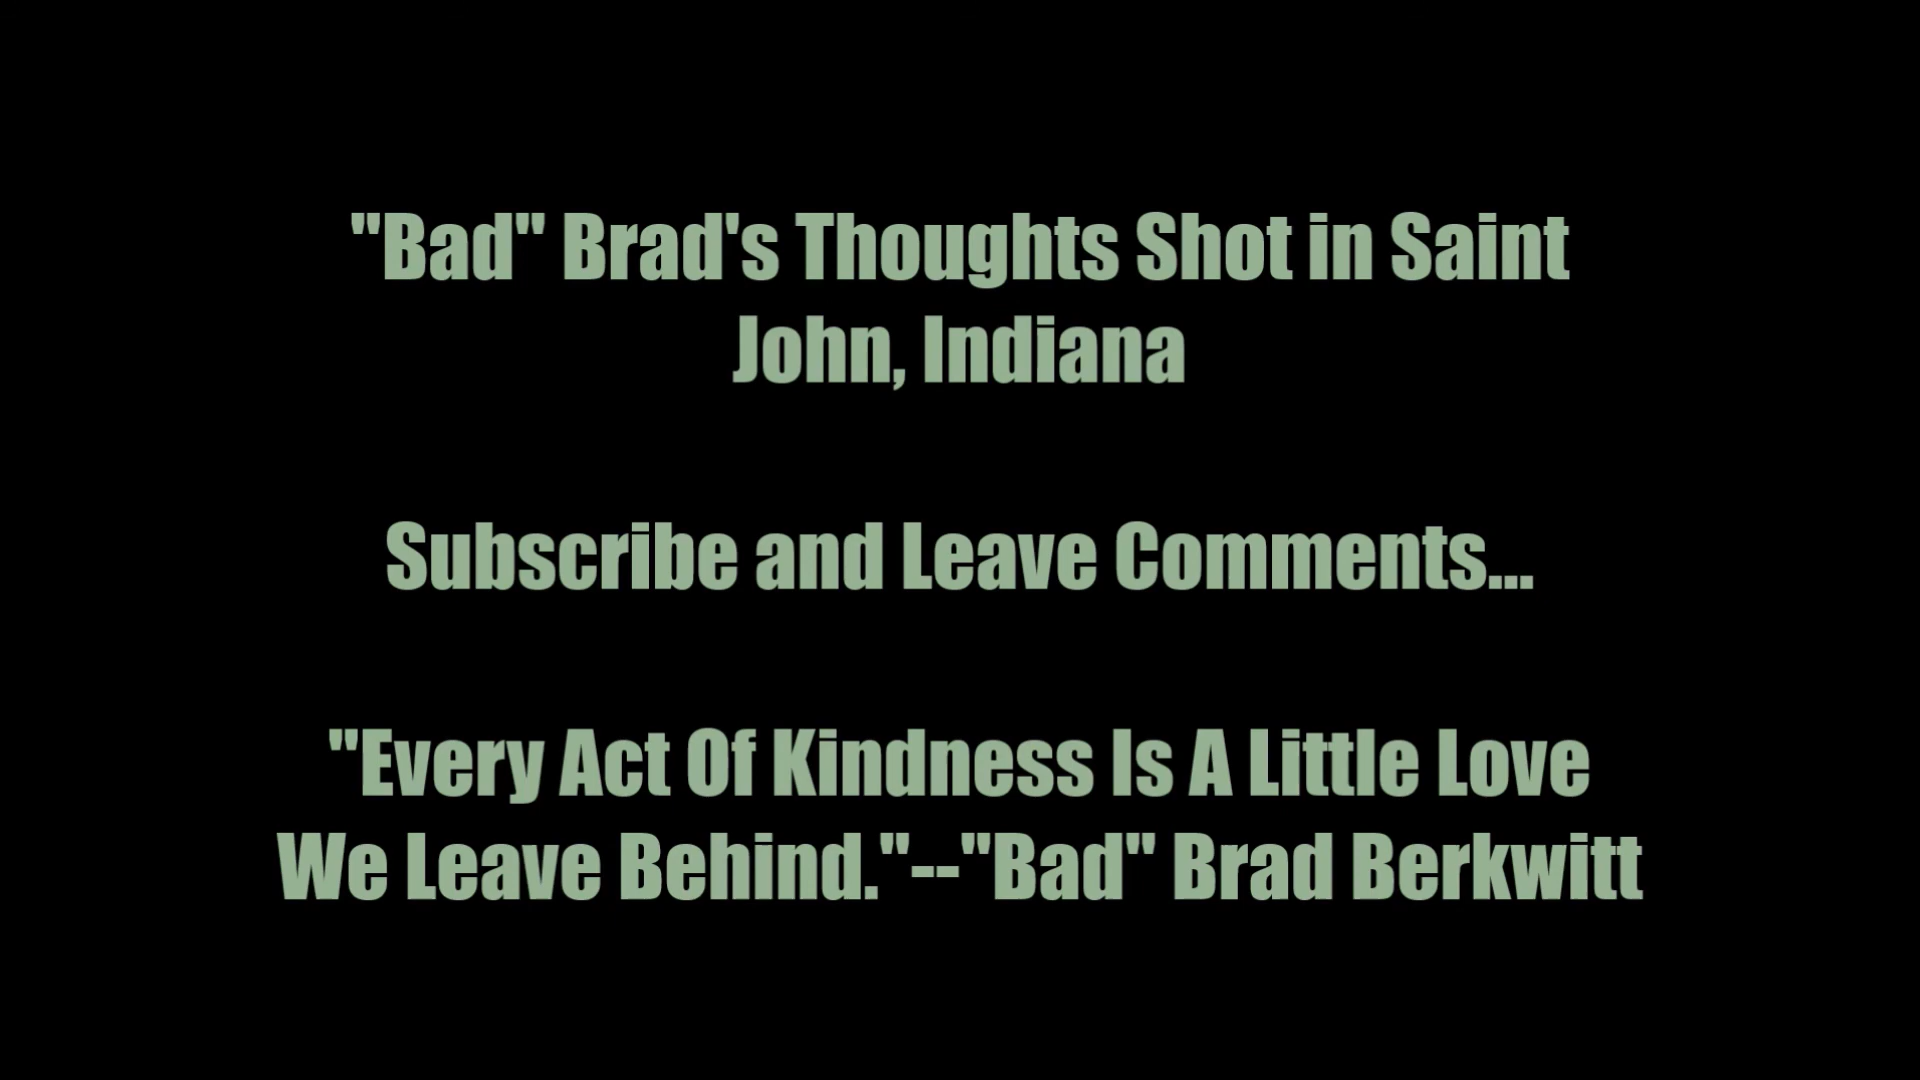 "Bad" Brad's Thoughts Shot in Saint
John, Indiana
Subscribe and Leave Comments...
"Every Act Of Kindness Is A Little Love
We Leave Behind."--"Bad" Brad Berkwitt